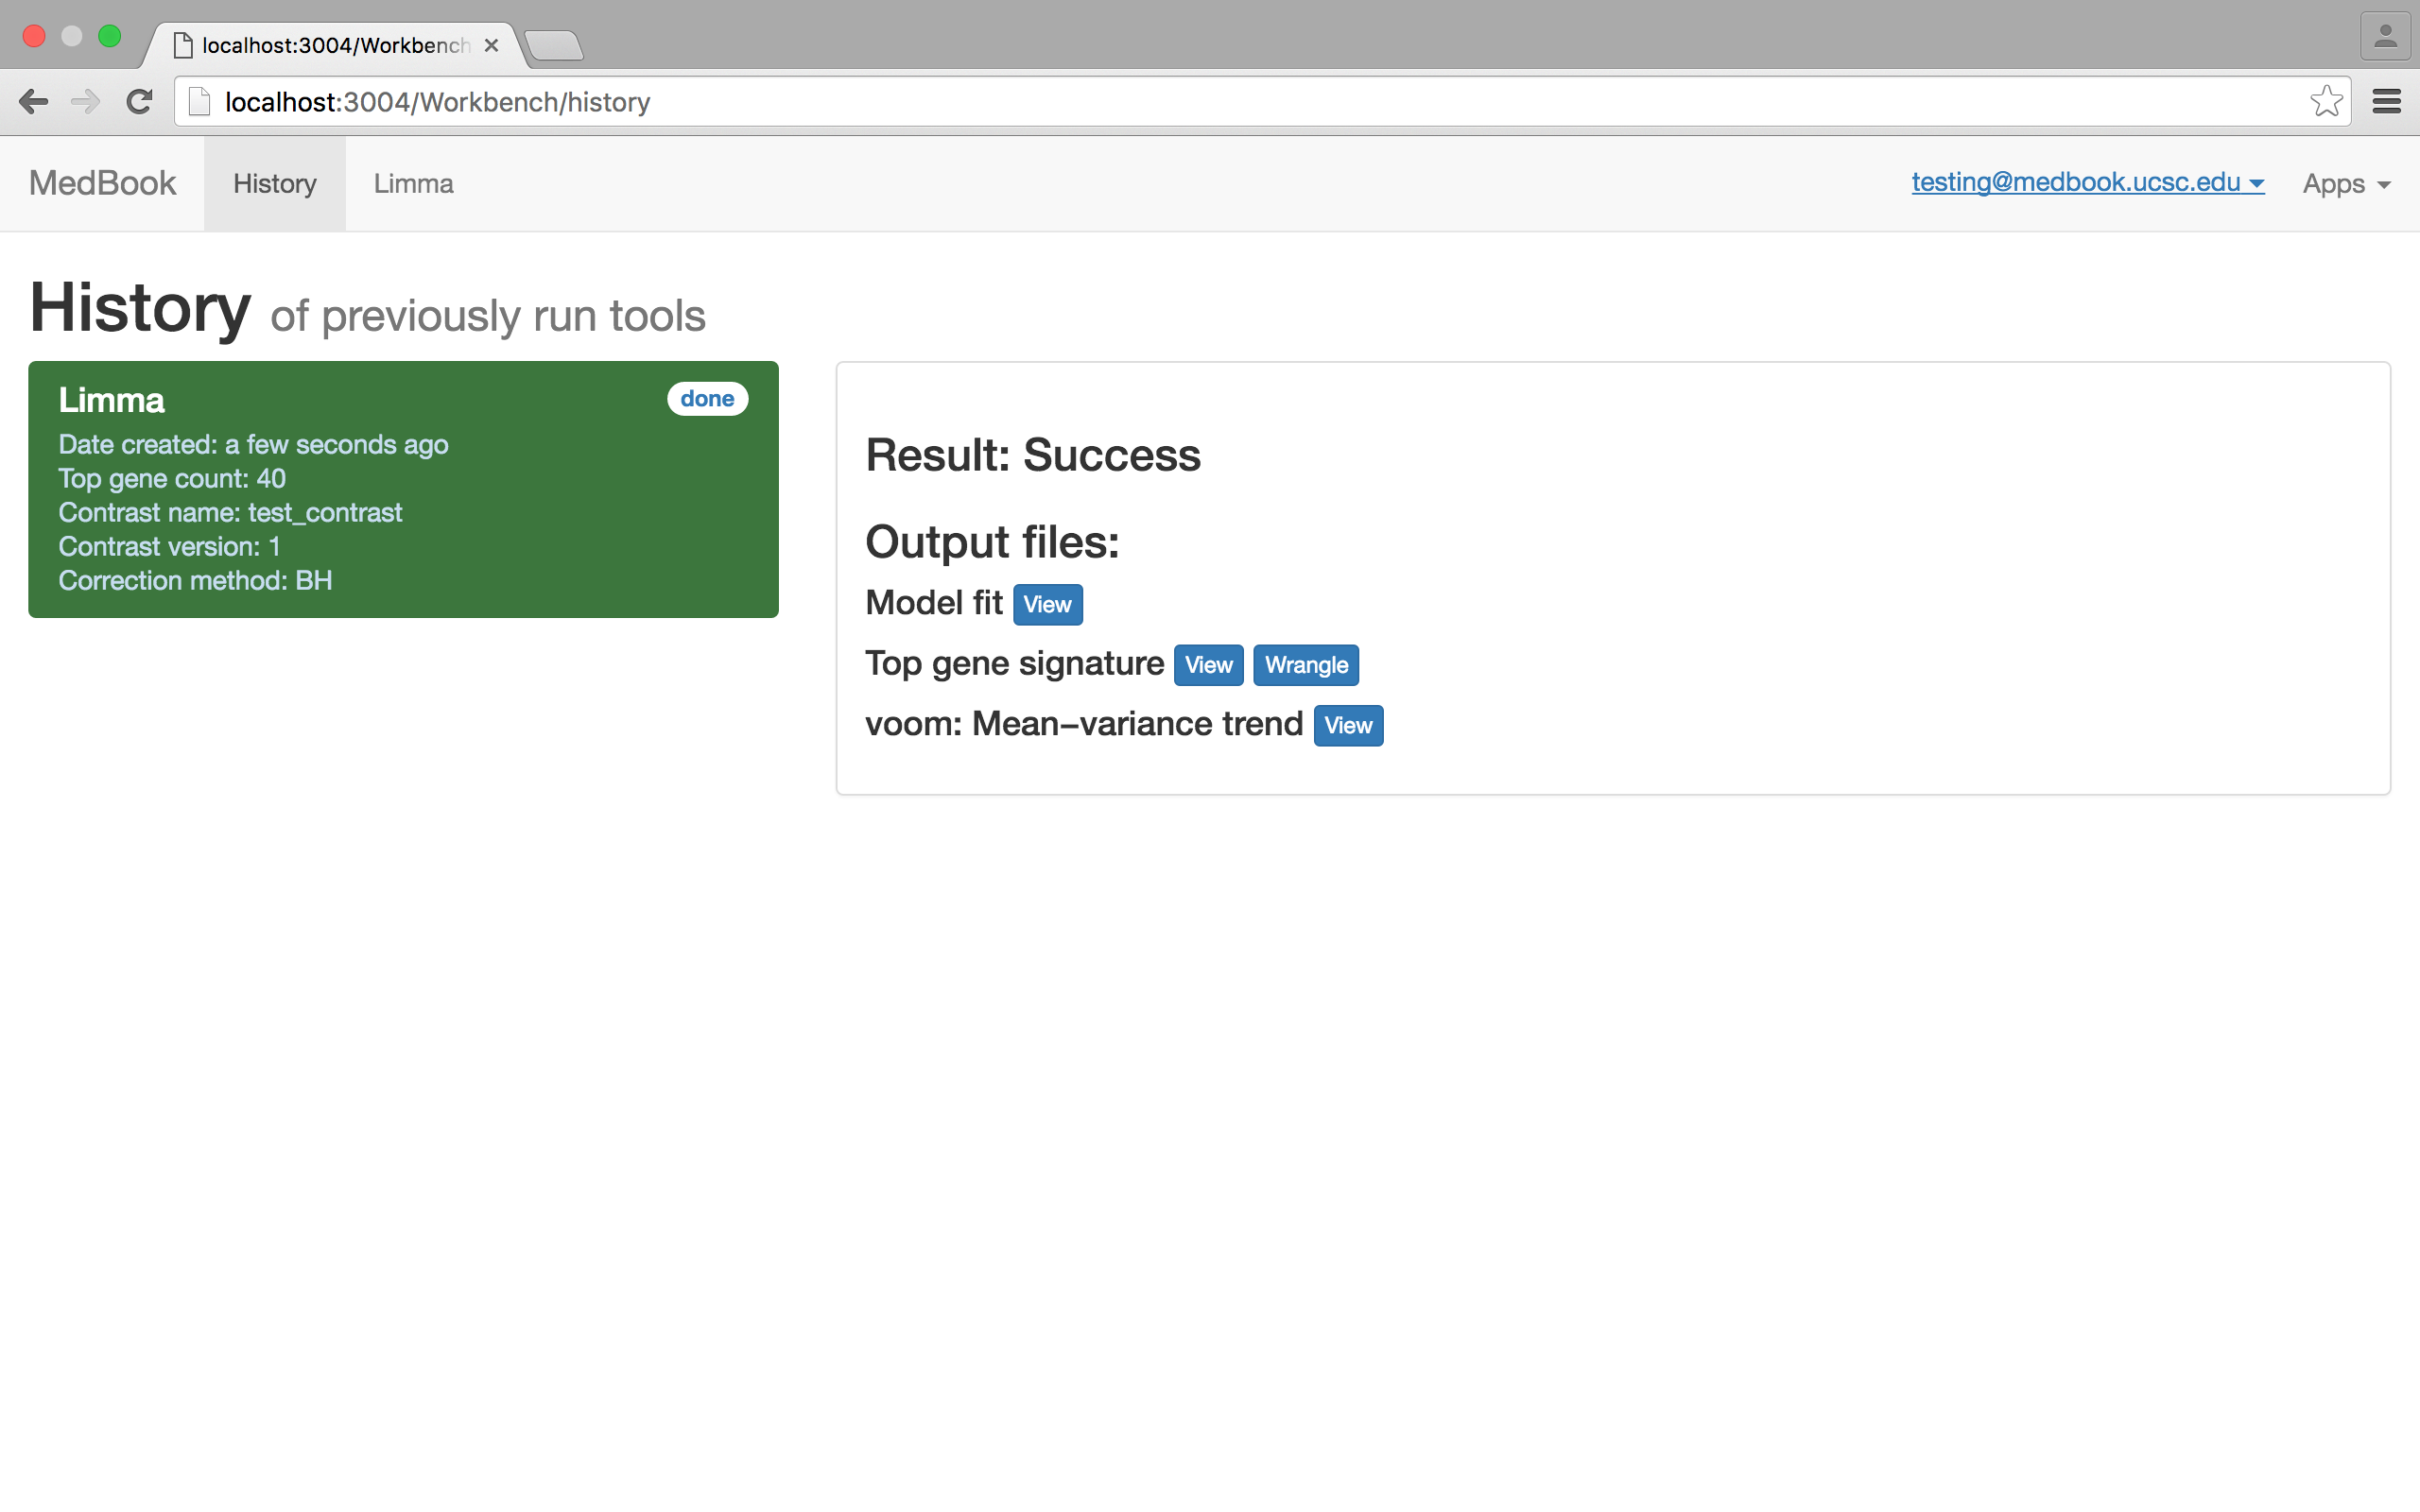 localhost:3004/Workbench
localhost:3004/Workbench/history
MedBook History Limma testing@medbook.ucsc.edu Apps
History of previously run tools
Limma done
Date created: a few seconds ago
Top gene count: 40
Contrast name: test_contrast
Contrast version: 1
Correction method: BH
Result: Success
Output files:
Model fit View
Top gene signature View Wrangle
voom: Mean–variance trend View